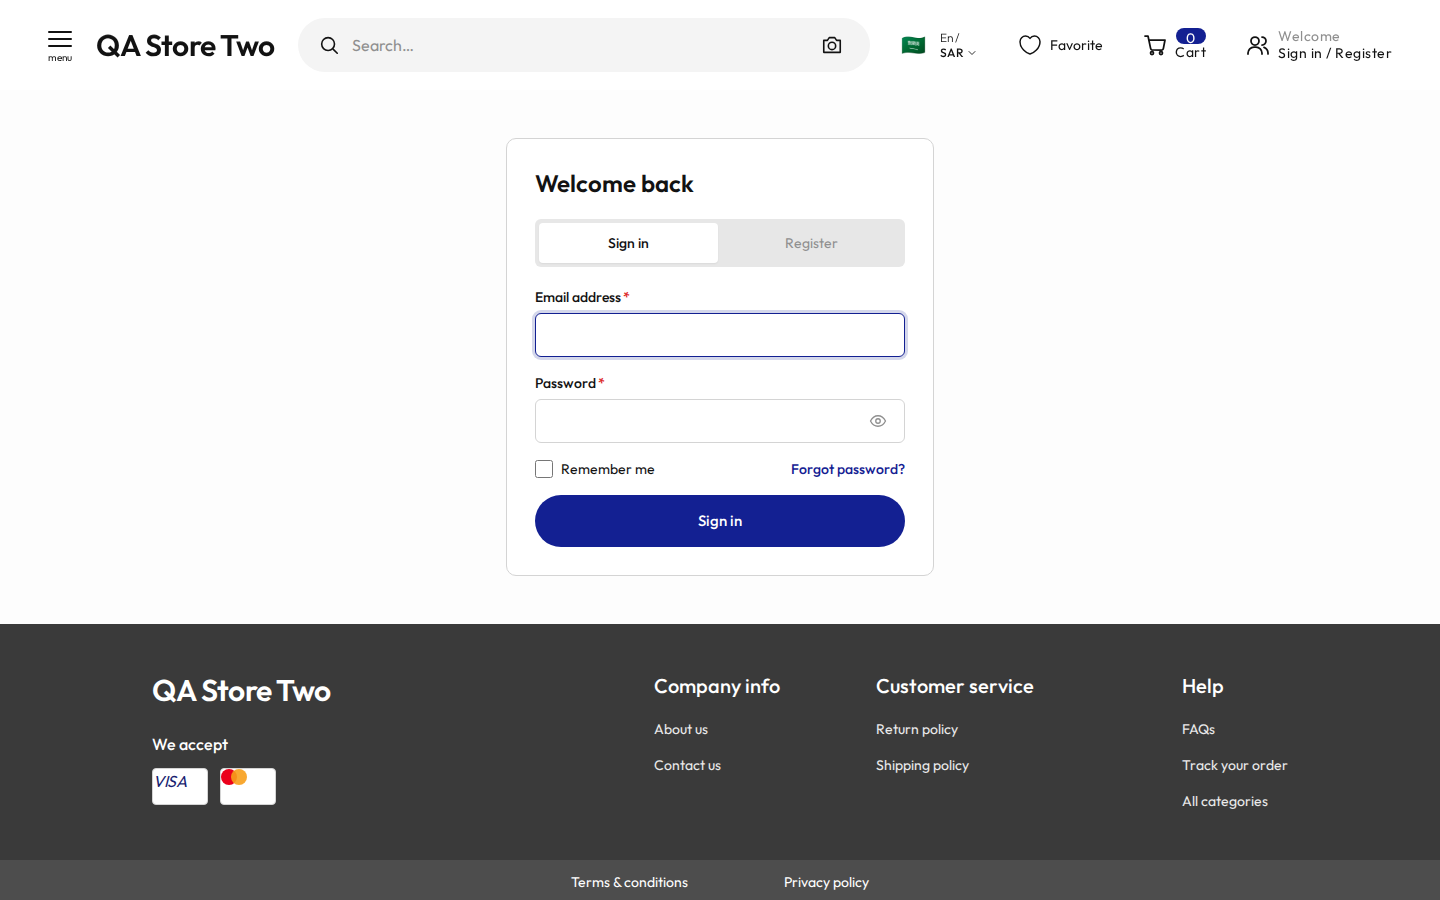 menu
QA Store Two
Search...
En/
SAR
Favorite
0
Cart
Welcome
Sign in / Register
Welcome back
Sign in
Register
Email address *
Password *
Remember me
Forgot password?
Sign in
QA Store Two
We accept
VISA
Company info
About us
Contact us
Customer service
Return policy
Shipping policy
Help
FAQs
Track your order
All categories
Terms & conditions
Privacy policy